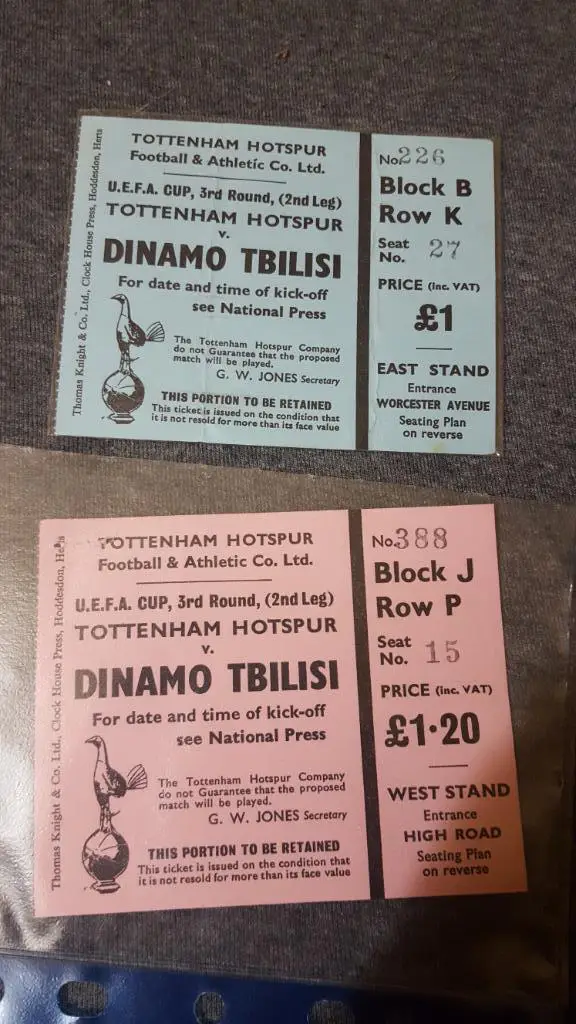 Thomas Knight & Co. Ltd., Clock House Press, Hoddesdon, Herts
TOTTENHAM HOTSPUR
Football & Athletic Co. Ltd.
U.E.F.A. CUP, 3rd Round, (2nd Leg)
TOTTENHAM HOTSPUR
v.
DINAMO TBILISI
For date and time of kick-off
see National Press
The Tottenham Hotspur Company
do not Guarantee that the proposed
match will be played.
G. W. JONES Secretary
THIS PORTION TO BE RETAINED
This ticket is issued on the condition that
it is not resold for more than its face value
No.226
Block B
Row K
Seat
No. 27
PRICE (inc. VAT)
£1
EAST STAND
Entrance
WORCESTER AVENUE
Seating Plan
on reverse
Thomas Knight & Co. Ltd., Clock House Press, Hoddesdon, Herts
TOTTENHAM HOTSPUR
Football & Athletic Co. Ltd.
U.E.F.A. CUP, 3rd Round, (2nd Leg)
TOTTENHAM HOTSPUR
v.
DINAMO TBILISI
For date and time of kick-off
see National Press
The Tottenham Hotspur Company
do not Guarantee that the proposed
match will be played.
G. W. JONES Secretary
THIS PORTION TO BE RETAINED
This ticket is issued on the condition that
it is not resold for more than its face value
No.388
Block J
Row P
Seat
No. 15
PRICE (inc. VAT)
£1·20
WEST STAND
Entrance
HIGH ROAD
Seating Plan
on reverse